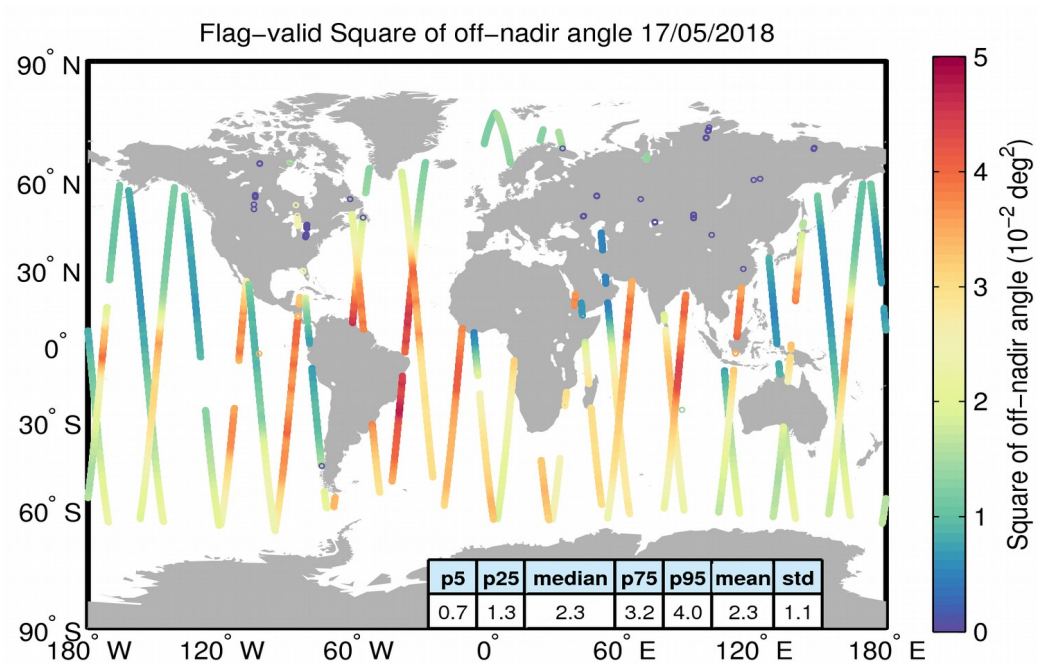 Flag−valid Square of off−nadir angle 17/05/2018
90° N
60° N
30° N
0°
30° S
60° S
90° S
180° W
120° W
60° W
0°
60° E
120° E
180° E
p5 p25 median p75 p95 mean std
0.7 1.3 2.3 3.2 4.0 2.3 1.1
5
4
3
2
1
0
Square of off−nadir angle (10⁻² deg²)